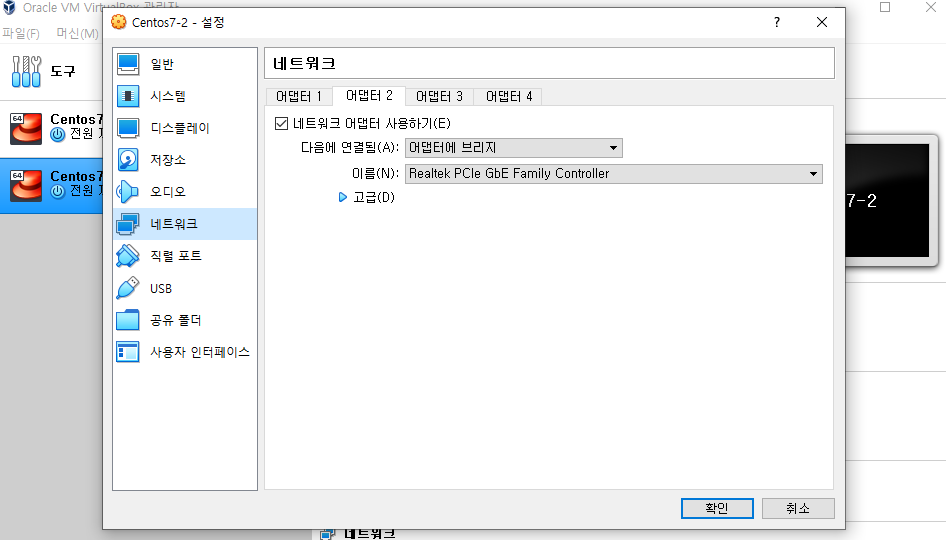 Oracle VM VirtualBox 관리자
파일(F) 머신(M)
도구
64
Centos7
전원
64
Centos7
전원
7-2
네트워크
Centos7-2 - 설정
?
일반
시스템
디스플레이
저장소
오디오
네트워크
직렬 포트
USB
공유 폴더
사용자 인터페이스
네트워크
어댑터 1 어댑터 2 어댑터 3 어댑터 4
네트워크 어댑터 사용하기(E)
다음에 연결됨(A): 어댑터에 브리지
이름(N): Realtek PCIe GbE Family Controller
고급(D)
확인 취소